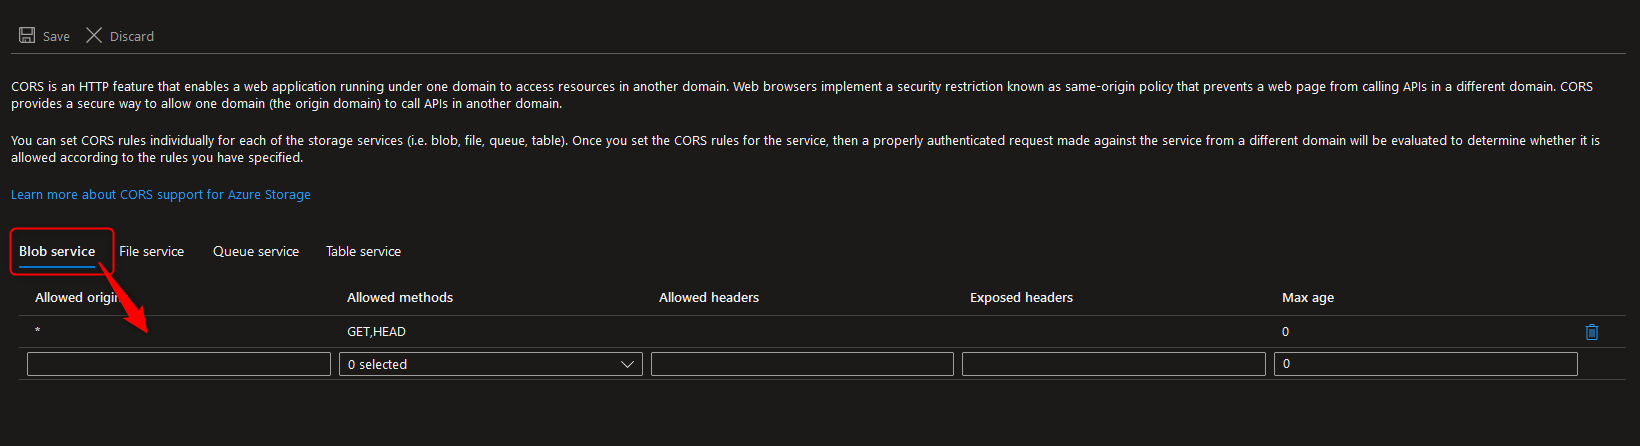 Save Discard
CORS is an HTTP feature that enables a web application running under one domain to access resources in another domain. Web browsers implement a security restriction known as same-origin policy that prevents a web page from calling APIs in a different domain. CORS
provides a secure way to allow one domain (the origin domain) to call APIs in another domain.
You can set CORS rules individually for each of the storage services (i.e. blob, file, queue, table). Once you set the CORS rules for the service, then a properly authenticated request made against the service from a different domain will be evaluated to determine whether it is
allowed according to the rules you have specified.
Learn more about CORS support for Azure Storage
Blob service File service Queue service Table service
Allowed origin Allowed methods Allowed headers Exposed headers Max age
* GET,HEAD 0
0 selected 0